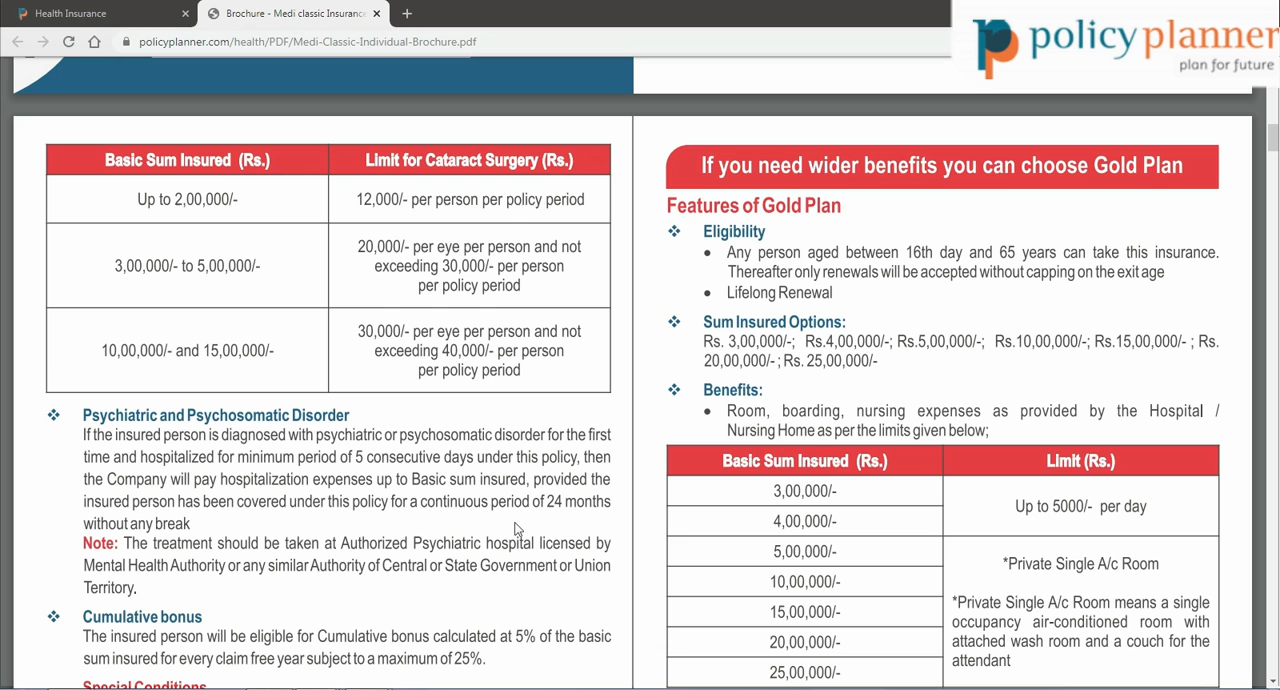 Health Insurance
Brochure - Medi classic Insurance
policyplanner.com/health/PDF/Medi-Classic-Individual-Brochure.pdf
policyplanner
plan for future
Basic Sum Insured (Rs.)
Limit for Cataract Surgery (Rs.)
Up to 2,00,000/-
12,000/- per person per policy period
3,00,000/- to 5,00,000/-
20,000/- per eye per person and not
exceeding 30,000/- per person
per policy period
10,00,000/- and 15,00,000/-
30,000/- per eye per person and not
exceeding 40,000/- per person
per policy period
Psychiatric and Psychosomatic Disorder
If the insured person is diagnosed with psychiatric or psychosomatic disorder for the first
time and hospitalized for minimum period of 5 consecutive days under this policy, then
the Company will pay hospitalization expenses up to Basic sum insured, provided the
insured person has been covered under this policy for a continuous period of 24 months
without any break
Note: The treatment should be taken at Authorized Psychiatric hospital licensed by
Mental Health Authority or any similar Authority of Central or State Government or Union
Territory.
Cumulative bonus
The insured person will be eligible for Cumulative bonus calculated at 5% of the basic
sum insured for every claim free year subject to a maximum of 25%.
Special Conditions
If you need wider benefits you can choose Gold Plan
Features of Gold Plan
Eligibility
• Any person aged between 16th day and 65 years can take this insurance.
Thereafter only renewals will be accepted without capping on the exit age
• Lifelong Renewal
Sum Insured Options:
Rs. 3,00,000/-; Rs.4,00,000/-; Rs.5,00,000/-; Rs.10,00,000/-; Rs.15,00,000/- ; Rs.
20,00,000/- ; Rs. 25,00,000/-
Benefits:
• Room, boarding, nursing expenses as provided by the Hospital /
Nursing Home as per the limits given below;
Basic Sum Insured (Rs.)
Limit (Rs.)
3,00,000/-
4,00,000/-
Up to 5000/- per day
5,00,000/-
10,00,000/-
15,00,000/-
20,00,000/-
25,00,000/-
*Private Single A/c Room
*Private Single A/c Room means a single
occupancy air-conditioned room with
attached wash room and a couch for the
attendant